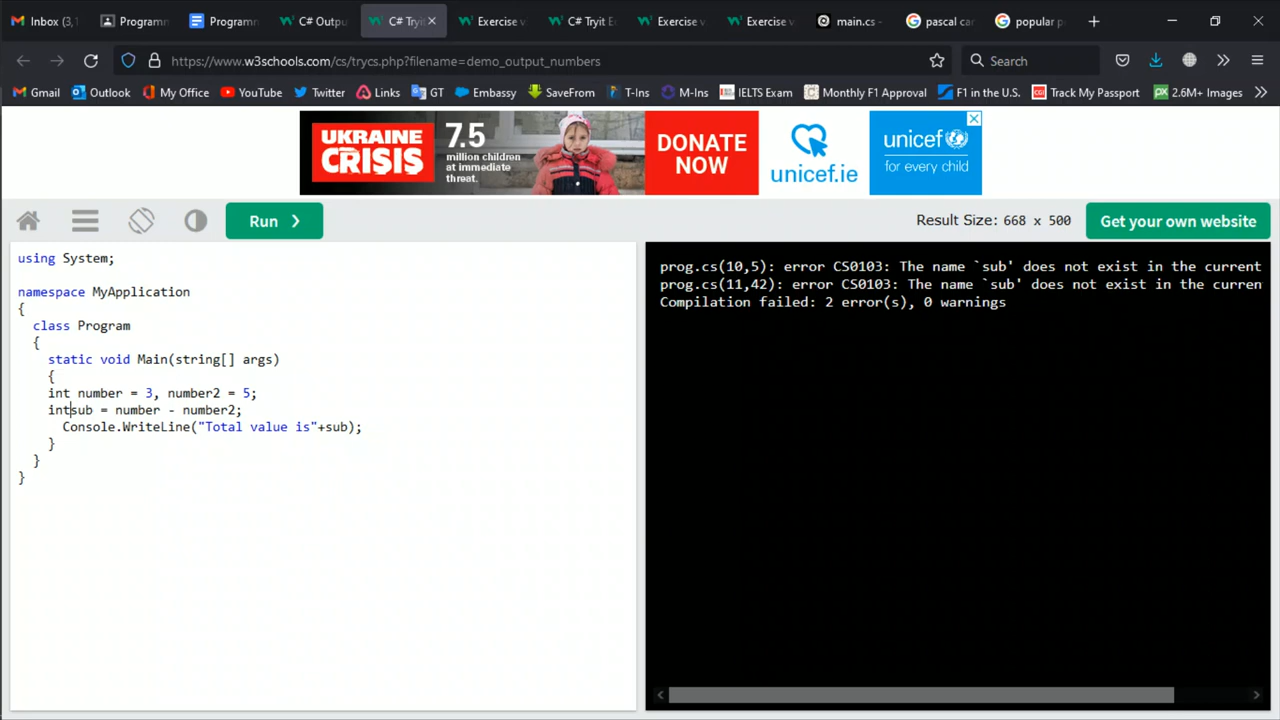 Inbox (3,
Programm
Programm
C# Outpu
C# Tryi
Exercise v
C# Tryit E
Exercise v
Exercise v
main.cs -
pascal ca
popular p
https://www.w3schools.com/cs/trycs.php?filename=demo_output_numbers
Search
Gmail
Outlook
My Office
YouTube
Twitter
Links
GT
Embassy
SaveFrom
T-Ins
M-Ins
IELTS Exam
Monthly F1 Approval
F1 in the U.S.
Track My Passport
2.6M+ Images
UKRAINE
CRISIS
7.5
million children
at immediate
threat.
DONATE
NOW
unicef.ie
unicef
for every child
Run
Result Size: 668 x 500
Get your own website
using System;
namespace MyApplication
{
class Program
{
static void Main(string[] args)
{
int number = 3, number2 = 5;
intsub = number - number2;
Console.WriteLine("Total value is"+sub);
}
}
}
prog.cs(10,5): error CS0103: The name `sub' does not exist in the current
prog.cs(11,42): error CS0103: The name `sub' does not exist in the curren
Compilation failed: 2 error(s), 0 warnings